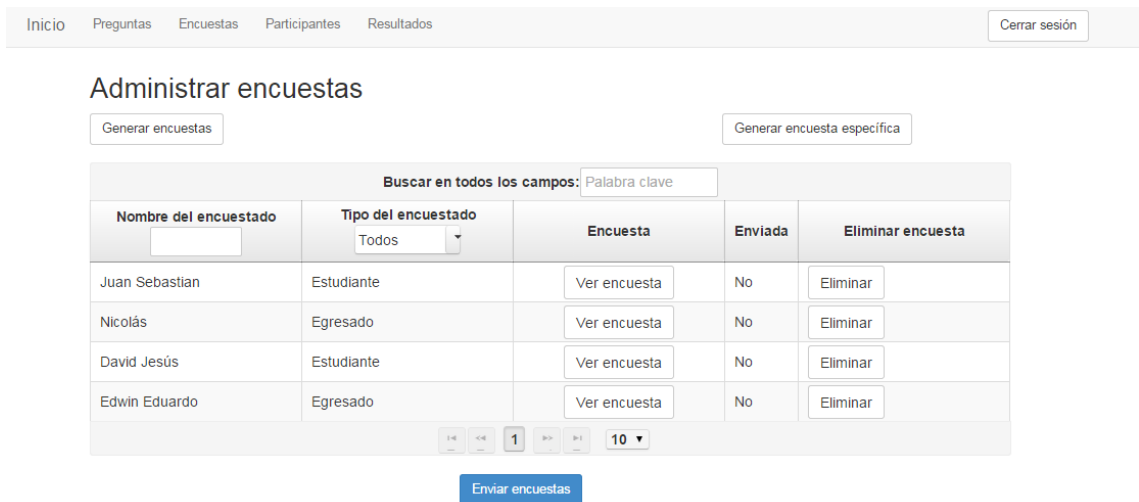 Inicio Preguntas Encuestas Participantes Resultados Cerrar sesión
Administrar encuestas
Generar encuestas Generar encuesta específica
Buscar en todos los campos: Palabra clave
Nombre del encuestado Tipo del encuestado Encuesta Enviada Eliminar encuesta
Todos
Juan Sebastian Estudiante Ver encuesta No Eliminar
Nicolás Egresado Ver encuesta No Eliminar
David Jesús Estudiante Ver encuesta No Eliminar
Edwin Eduardo Egresado Ver encuesta No Eliminar
1 10
Enviar encuestas